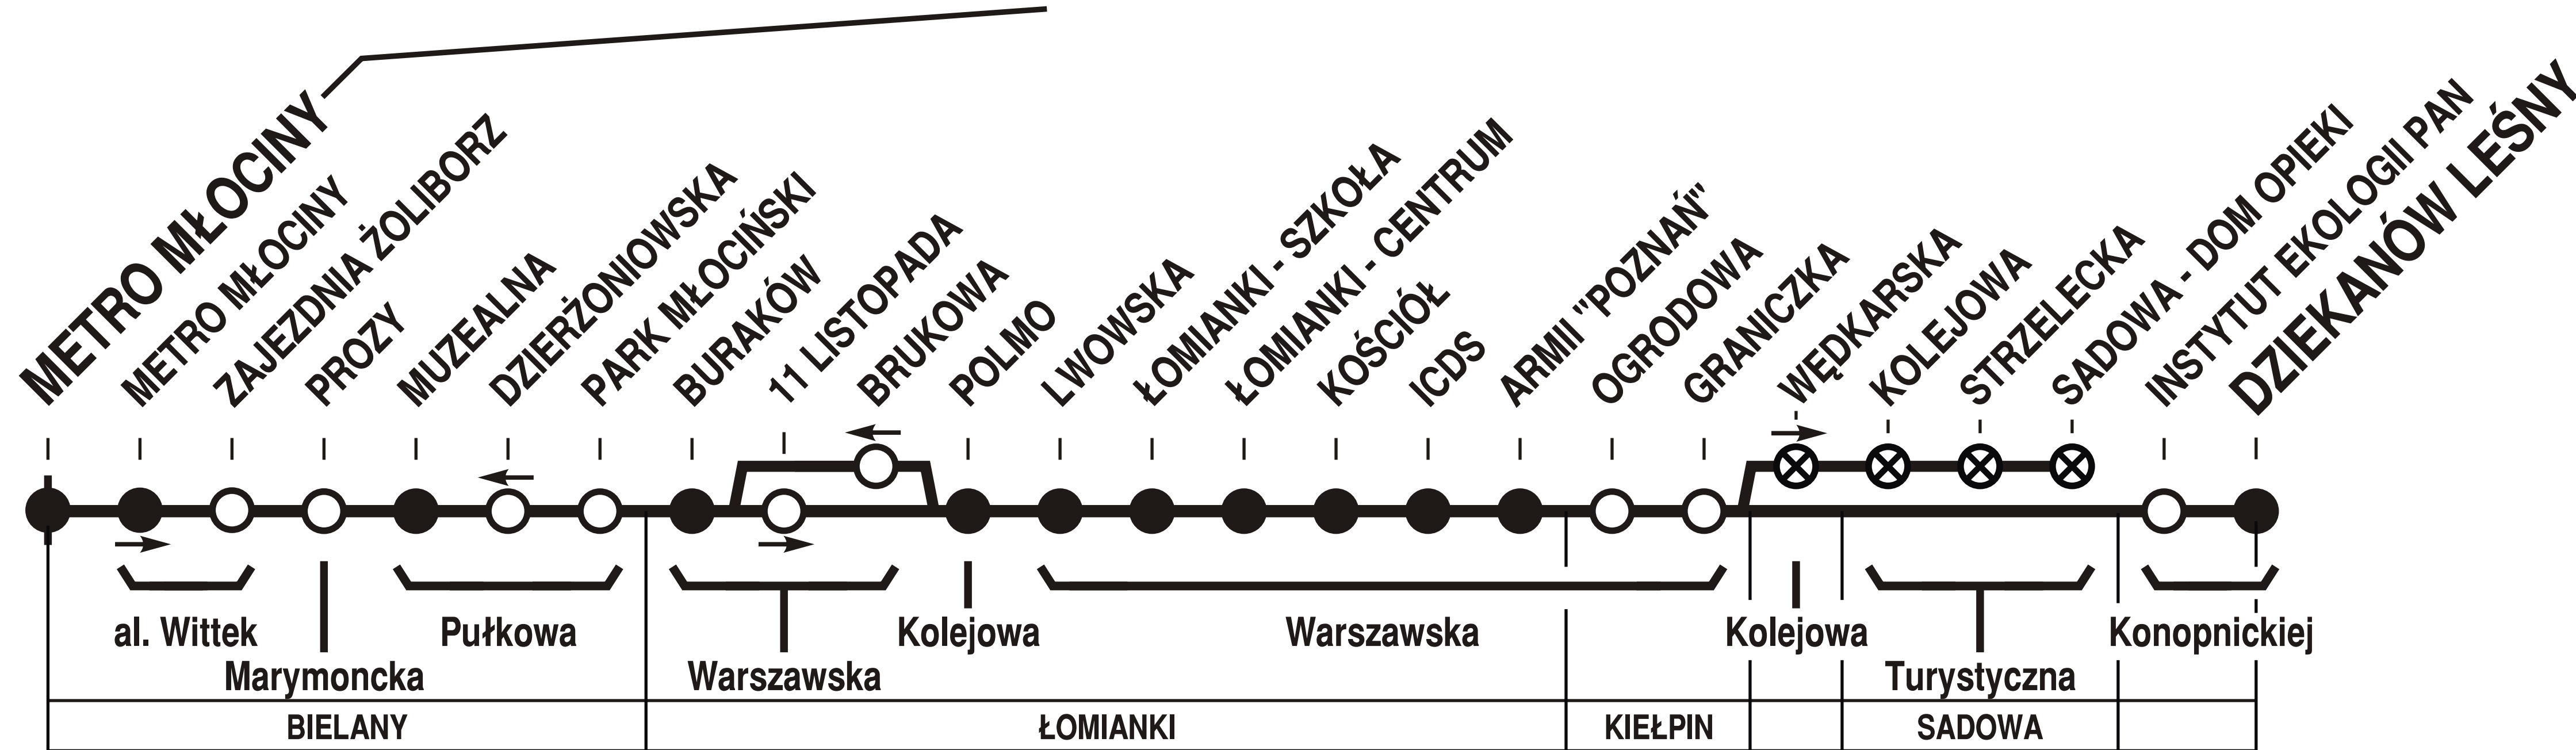 METRO MŁOCINY
METRO MŁOCINY
ZAJEZDNIA ŻOLIBORZ
PROZY
MUZEALNA
DZIERŻONIOWSKA
PARK MŁOCIŃSKI
BURAKÓW
11 LISTOPADA
BRUKOWA
POLMO
LWOWSKA
ŁOMIANKI - SZKOŁA
ŁOMIANKI - CENTRUM
KOŚCIÓŁ
ICDS
ARMII "POZNAŃ"
OGRODOWA
GRANICZKA
WĘDKARSKA
KOLEJOWA
STRZELECKA
SADOWA - DOM OPIEKI
INSTYTUT EKOLOGII PAN
DZIEKANÓW LEŚNY
al. Wittek
Marymoncka
Pułkowa
Warszawska
Kolejowa
Warszawska
Kolejowa
Turystyczna
Konopnickiej
BIELANY
ŁOMIANKI
KIEŁPIN
SADOWA